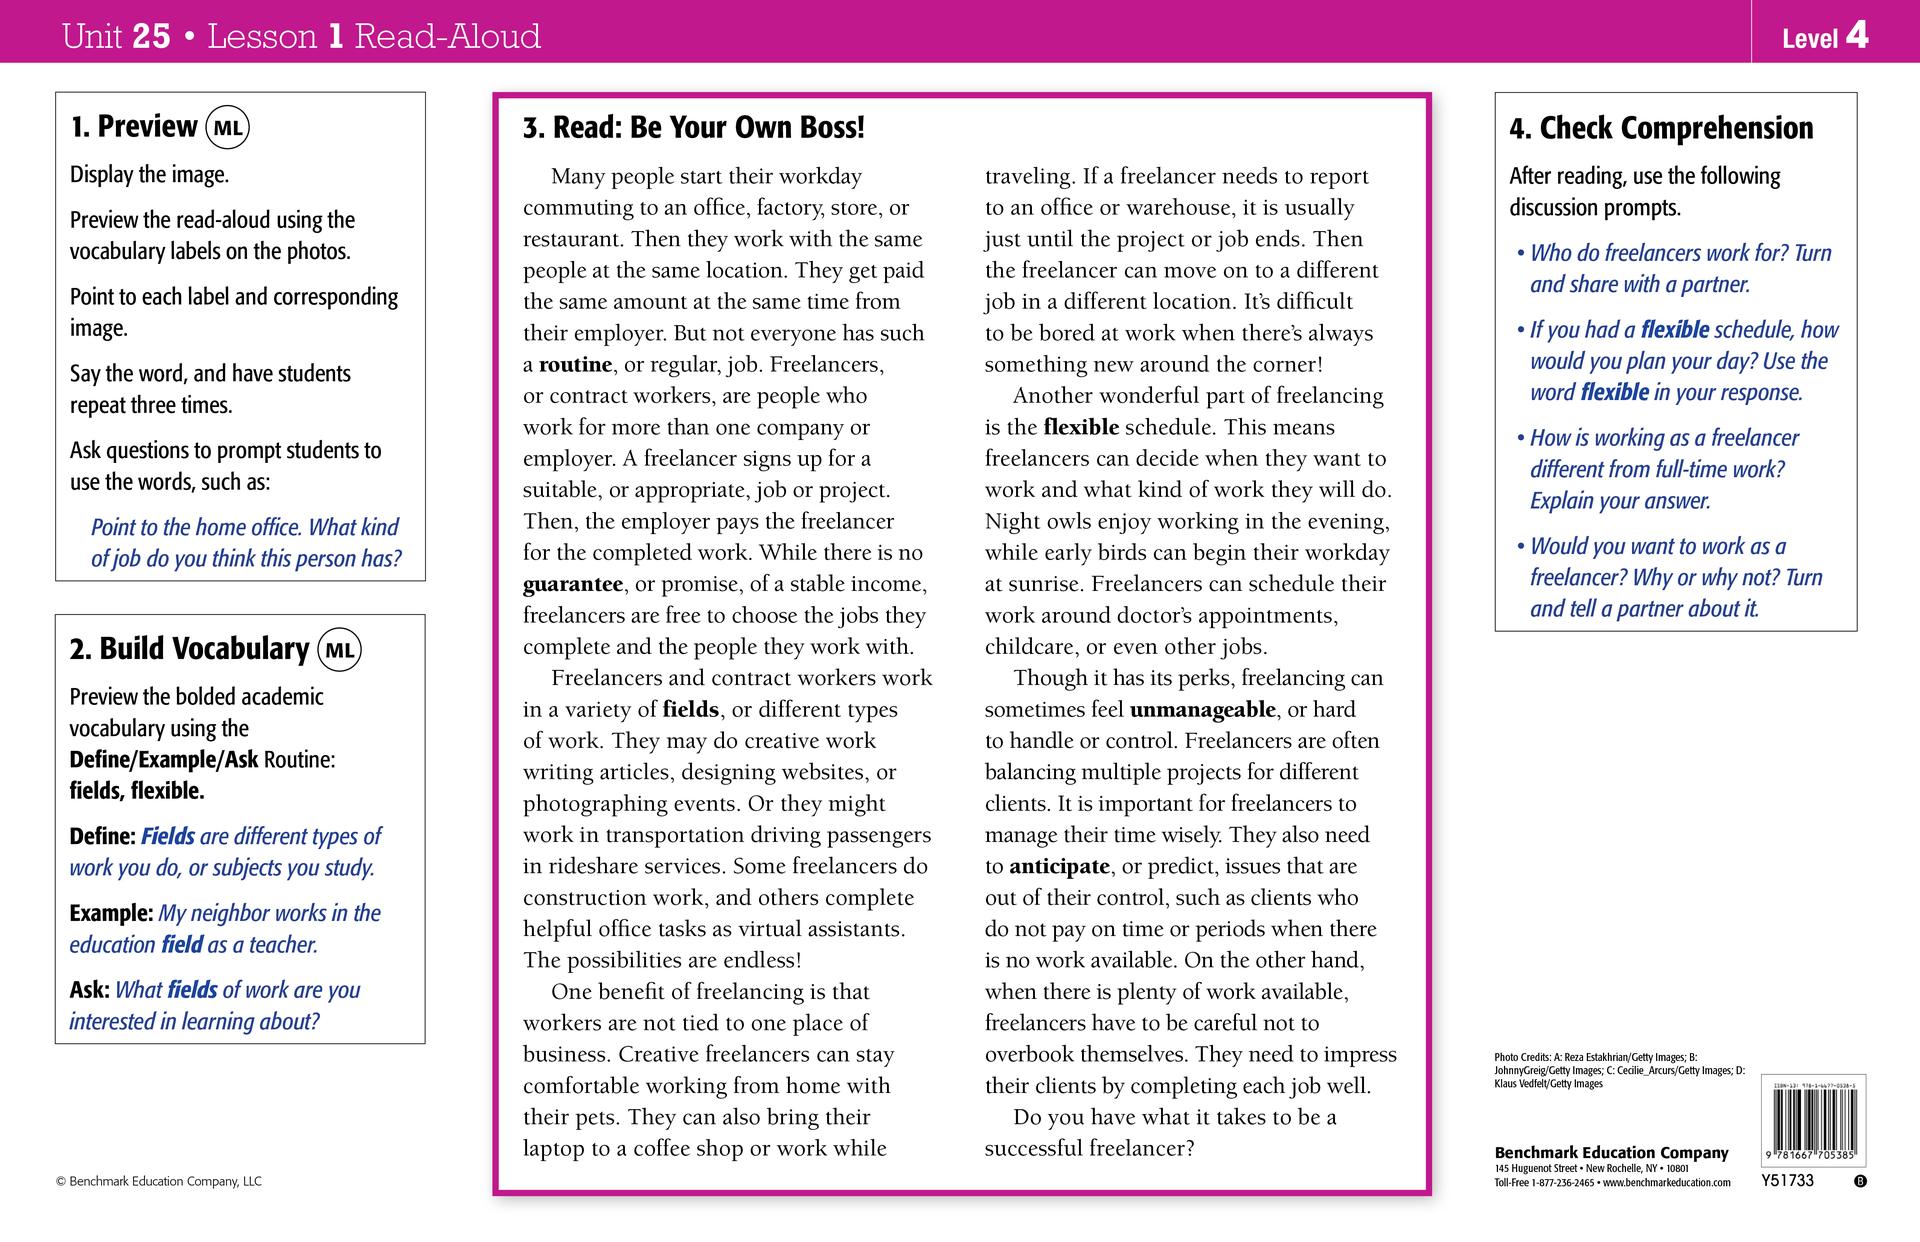 Unit 25 • Lesson 1 Read-Aloud
Level 4
1. Preview ML
Display the image.
Preview the read-aloud using the
vocabulary labels on the photos.
Point to each label and corresponding
image.
Say the word, and have students
repeat three times.
Ask questions to prompt students to
use the words, such as:
Point to the home office. What kind
of job do you think this person has?
2. Build Vocabulary ML
Preview the bolded academic
vocabulary using the
Define/Example/Ask Routine:
fields, flexible.
Define: Fields are different types of
work you do, or subjects you study.
Example: My neighbor works in the
education field as a teacher.
Ask: What fields of work are you
interested in learning about?
© Benchmark Education Company, LLC
3. Read: Be Your Own Boss!
Many people start their workday
commuting to an office, factory, store, or
restaurant. Then they work with the same
people at the same location. They get paid
the same amount at the same time from
their employer. But not everyone has such
a routine, or regular, job. Freelancers,
or contract workers, are people who
work for more than one company or
employer. A freelancer signs up for a
suitable, or appropriate, job or project.
Then, the employer pays the freelancer
for the completed work. While there is no
guarantee, or promise, of a stable income,
freelancers are free to choose the jobs they
complete and the people they work with.
Freelancers and contract workers work
in a variety of fields, or different types
of work. They may do creative work
writing articles, designing websites, or
photographing events. Or they might
work in transportation driving passengers
in rideshare services. Some freelancers do
construction work, and others complete
helpful office tasks as virtual assistants.
The possibilities are endless!
One benefit of freelancing is that
workers are not tied to one place of
business. Creative freelancers can stay
comfortable working from home with
their pets. They can also bring their
laptop to a coffee shop or work while
traveling. If a freelancer needs to report
to an office or warehouse, it is usually
just until the project or job ends. Then
the freelancer can move on to a different
job in a different location. It's difficult
to be bored at work when there's always
something new around the corner!
Another wonderful part of freelancing
is the flexible schedule. This means
freelancers can decide when they want to
work and what kind of work they will do.
Night owls enjoy working in the evening,
while early birds can begin their workday
at sunrise. Freelancers can schedule their
work around doctor's appointments,
childcare, or even other jobs.
Though it has its perks, freelancing can
sometimes feel unmanageable, or hard
to handle or control. Freelancers are often
balancing multiple projects for different
clients. It is important for freelancers to
manage their time wisely. They also need
to anticipate, or predict, issues that are
out of their control, such as clients who
do not pay on time or periods when there
is no work available. On the other hand,
when there is plenty of work available,
freelancers have to be careful not to
overbook themselves. They need to impress
their clients by completing each job well.
Do you have what it takes to be a
successful freelancer?
4. Check Comprehension
After reading, use the following
discussion prompts.
• Who do freelancers work for? Turn
and share with a partner.
• If you had a flexible schedule, how
would you plan your day? Use the
word flexible in your response.
• How is working as a freelancer
different from full-time work?
Explain your answer.
• Would you want to work as a
freelancer? Why or why not? Turn
and tell a partner about it.
Photo Credits: A: Reza Estakhrian/Getty Images; B:
JohnnyGreig/Getty Images; C: Cecilie_Arcurs/Getty Images; D:
Klaus Vedfelt/Getty Images
Benchmark Education Company
145 Huguenot Street • New Rochelle, NY • 10801
Toll-Free 1-877-236-2465 • www.benchmarkeducation.com
ISBN-13: 978-1-6677-0538-5
9 781667 705385
Y51733
B